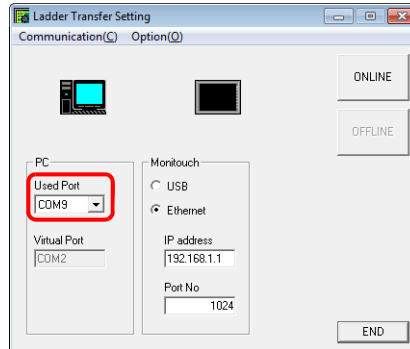 Ladder Transfer Setting
Communication(C) Option(O)
ONLINE
OFFLINE
PC
Used Port
COM9
Virtual Port
COM2
Monitouch
USB
Ethernet
IP address
192.168.1.1
Port No
1024
END